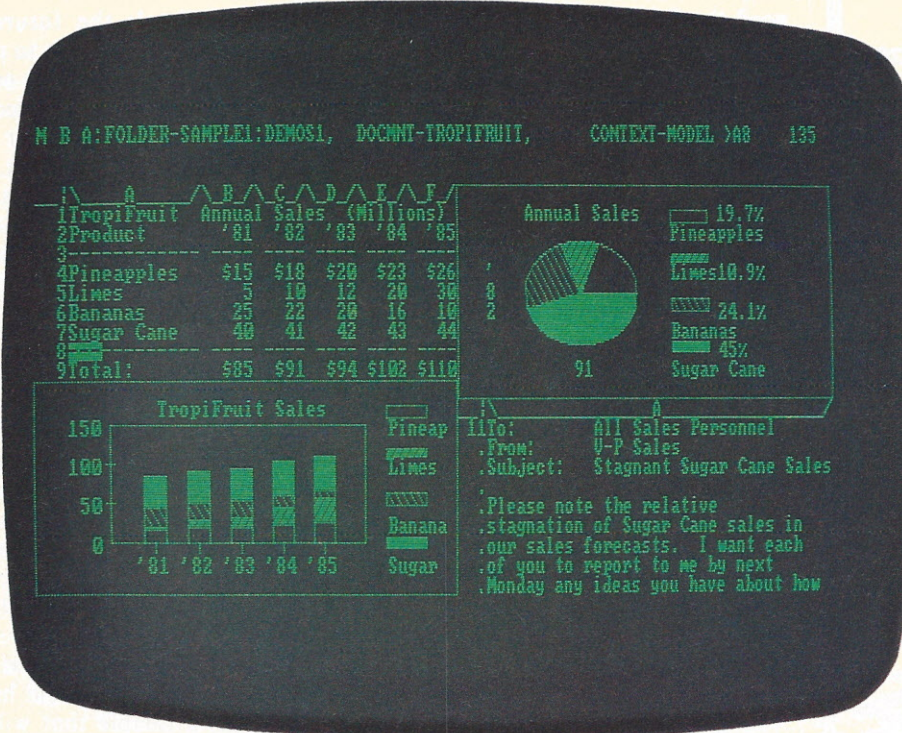 M B A:FOLDER-SAMPLE1:DEMOS1, DOCMNT-TROPIFRUIT, CONTEXT-MODEL >A8 135
A B C D E F
1TropiFruit Annual Sales (Millions)
2Product '81 '82 '83 '84 '85
3
4Pineapples $15 $18 $20 $23 $26
5Limes 5 10 12 20 30
6Bananas 25 22 20 16 10
7Sugar Cane 40 41 42 43 44
8
9Total: $85 $91 $94 $102 $110
Annual Sales
19.7%
Pineapples
Limes10.9%
24.1%
Bananas
45%
Sugar Cane
'
8
2
91
TropiFruit Sales
150
100
50
0
'81 '82 '83 '84 '85
Pineap
Limes
Banana
Sugar
A
11To: All Sales Personnel
.From: V-P Sales
.Subject: Stagnant Sugar Cane Sales
.
.Please note the relative
.stagnation of Sugar Cane sales in
.our sales forecasts. I want each
.of you to report to me by next
.Monday any ideas you have about how